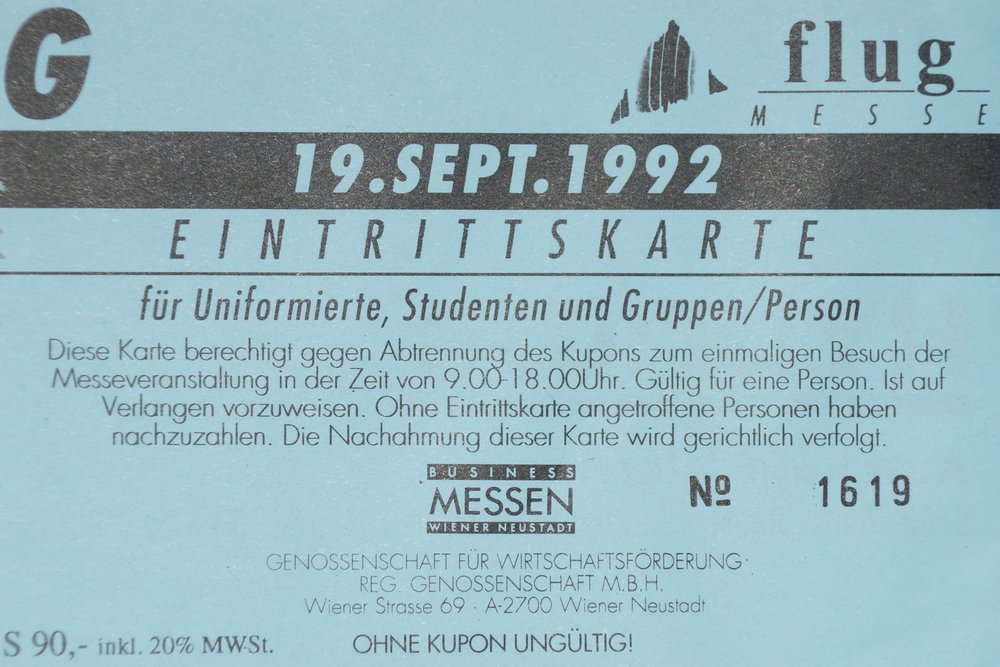 G
flug
MESSE
19.SEPT.1992
EINTRITTSKARTE
für Uniformierte, Studenten und Gruppen/Person
Diese Karte berechtigt gegen Abtrennung des Kupons zum einmaligen Besuch der
Messeveranstaltung in der Zeit von 9.00-18.00Uhr. Gültig für eine Person. Ist auf
Verlangen vorzuweisen. Ohne Eintrittskarte angetroffene Personen haben
nachzuzahlen. Die Nachahmung dieser Karte wird gerichtlich verfolgt.
BUSINESS
MESSEN
WIENER NEUSTADT
Nº 1619
GENOSSENSCHAFT FÜR WIRTSCHAFTSFÖRDERUNG-
REG. GENOSSENSCHAFT M.B.H.
Wiener Strasse 69 · A-2700 Wiener Neustadt
S 90,- inkl. 20% MWSt.
OHNE KUPON UNGÜLTIG!